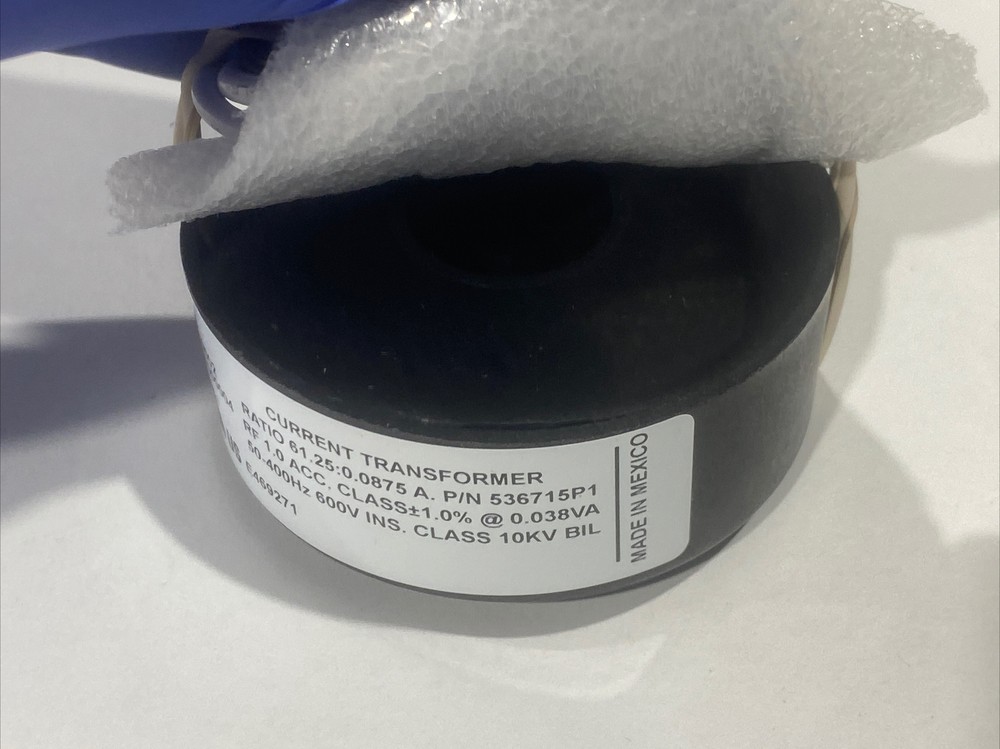 CURRENT TRANSFORMER
RATIO 61.25:0.0875 A. P/N 536715P1
RF 1.0 ACC. CLASS±1.0% @ 0.038VA
50-400Hz 600V INS. CLASS 10KV BIL
E469271
MADE IN MEXICO